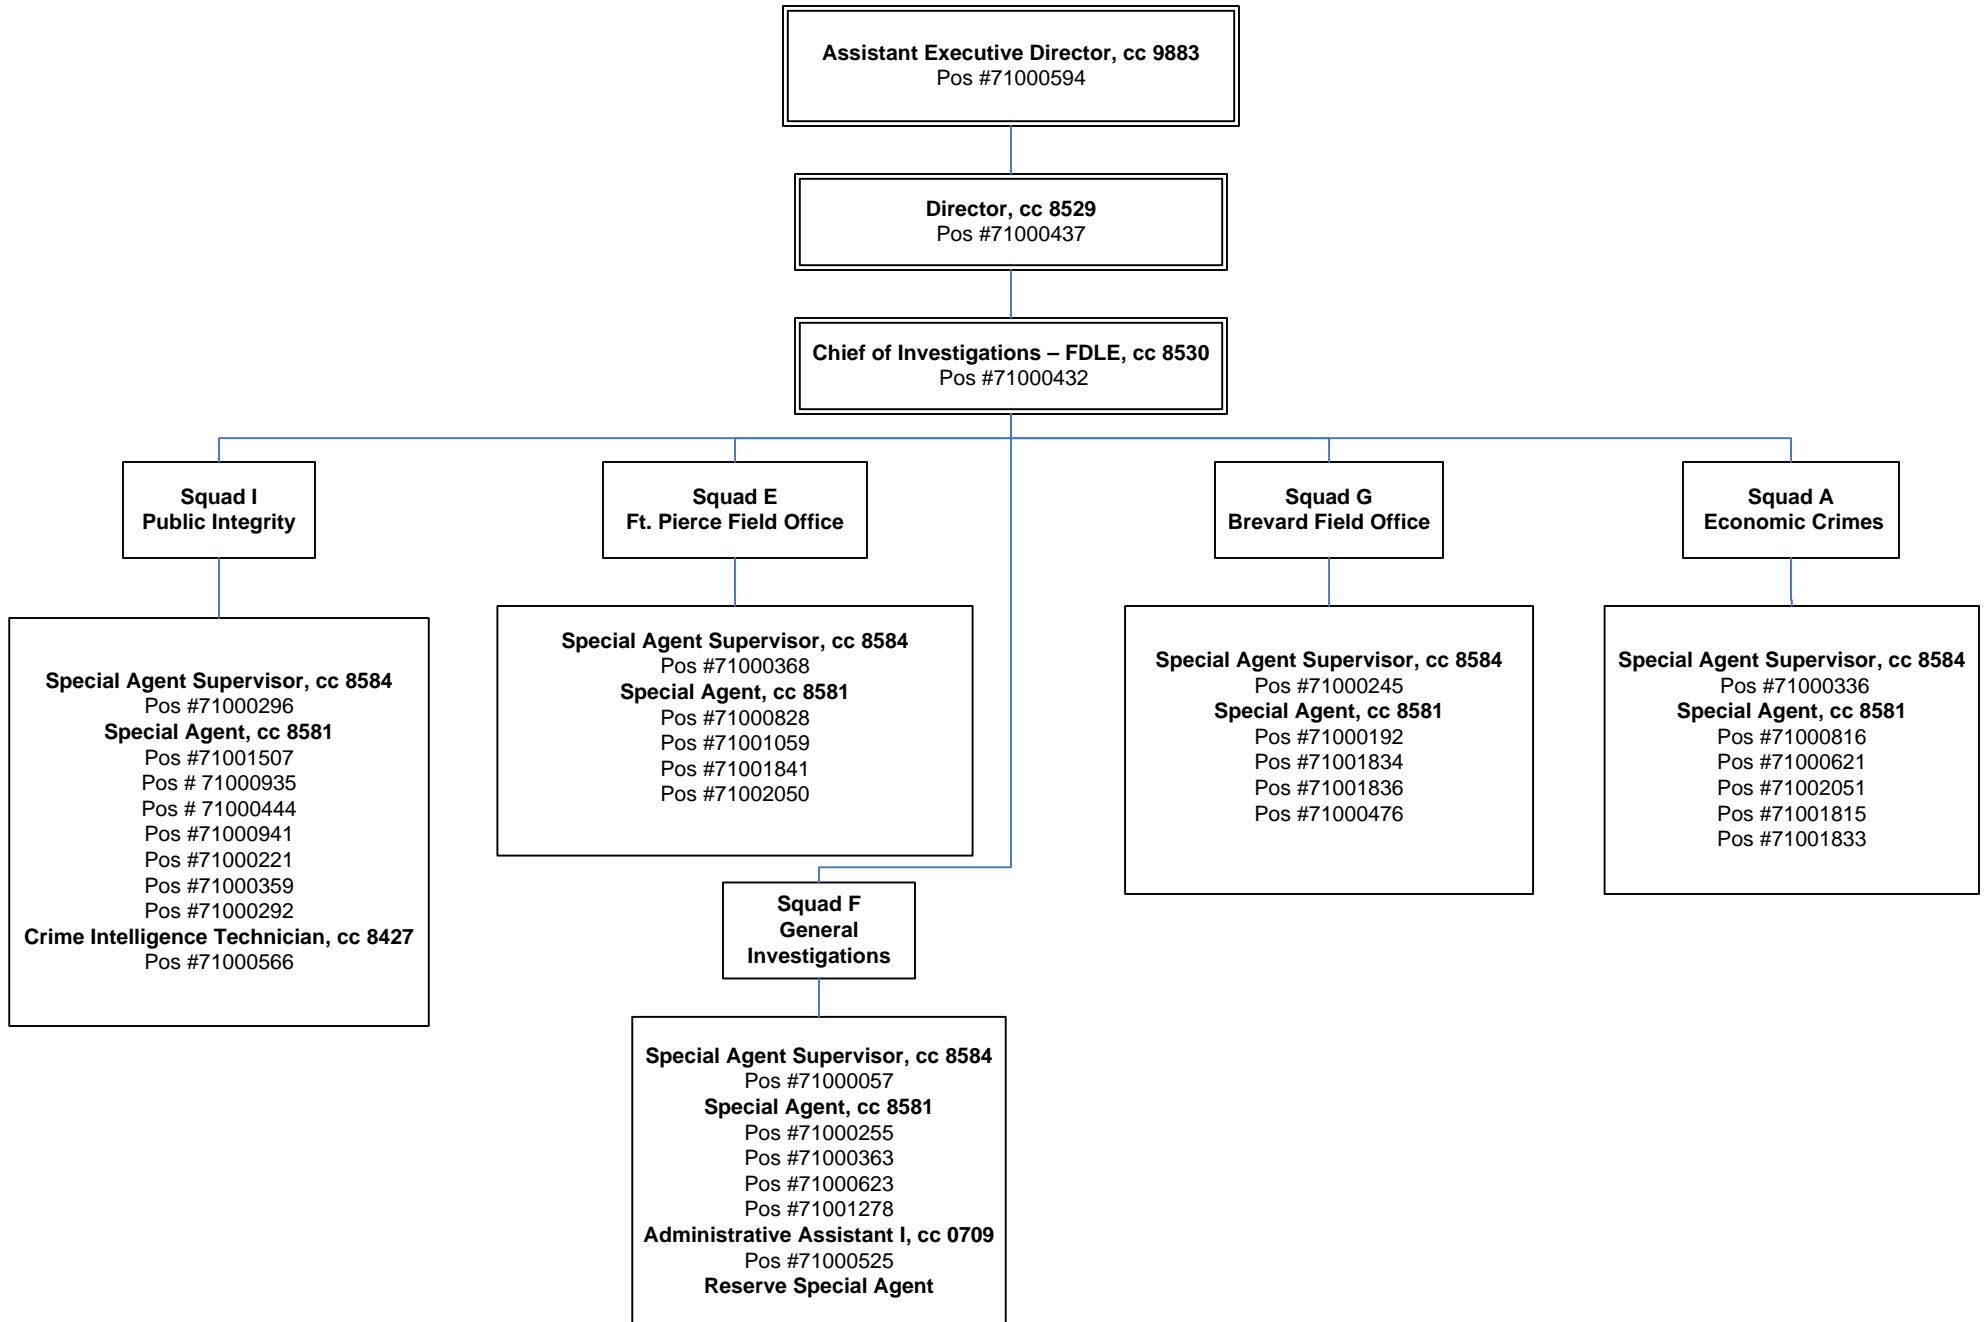 Assistant Executive Director, cc 9883
Pos #71000594
Director, cc 8529
Pos #71000437
Chief of Investigations – FDLE, cc 8530
Pos #71000432
Squad I
Public Integrity
Special Agent Supervisor, cc 8584
Pos #71000296
Special Agent, cc 8581
Pos #71001507
Pos # 71000935
Pos # 71000444
Pos #71000941
Pos #71000221
Pos #71000359
Pos #71000292
Crime Intelligence Technician, cc 8427
Pos #71000566
Squad E
Ft. Pierce Field Office
Special Agent Supervisor, cc 8584
Pos #71000368
Special Agent, cc 8581
Pos #71000828
Pos #71001059
Pos #71001841
Pos #71002050
Squad F
General
Investigations
Special Agent Supervisor, cc 8584
Pos #71000057
Special Agent, cc 8581
Pos #71000255
Pos #71000363
Pos #71000623
Pos #71001278
Administrative Assistant I, cc 0709
Pos #71000525
Reserve Special Agent
Squad G
Brevard Field Office
Special Agent Supervisor, cc 8584
Pos #71000245
Special Agent, cc 8581
Pos #71000192
Pos #71001834
Pos #71001836
Pos #71000476
Squad A
Economic Crimes
Special Agent Supervisor, cc 8584
Pos #71000336
Special Agent, cc 8581
Pos #71000816
Pos #71000621
Pos #71002051
Pos #71001815
Pos #71001833